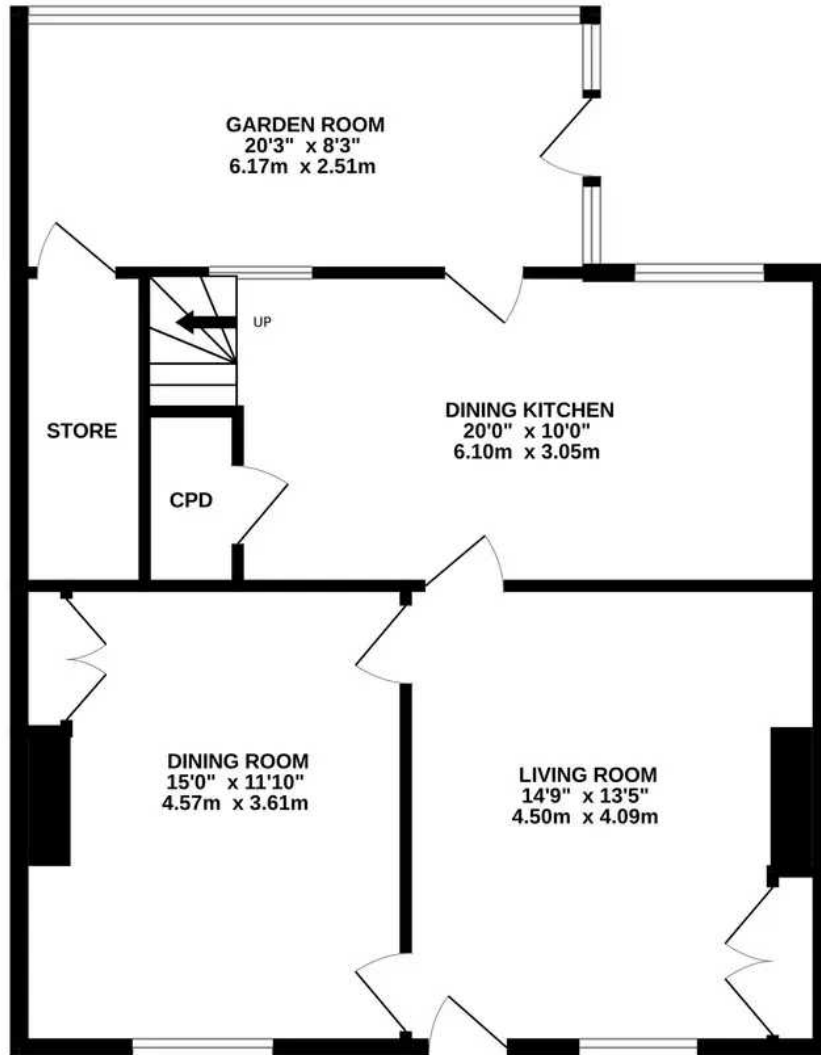 GARDEN ROOM
20'3" x 8'3"
6.17m x 2.51m
UP
DINING KITCHEN
20'0" x 10'0"
6.10m x 3.05m
STORE
CPD
DINING ROOM
15'0" x 11'10"
4.57m x 3.61m
LIVING ROOM
14'9" x 13'5"
4.50m x 4.09m